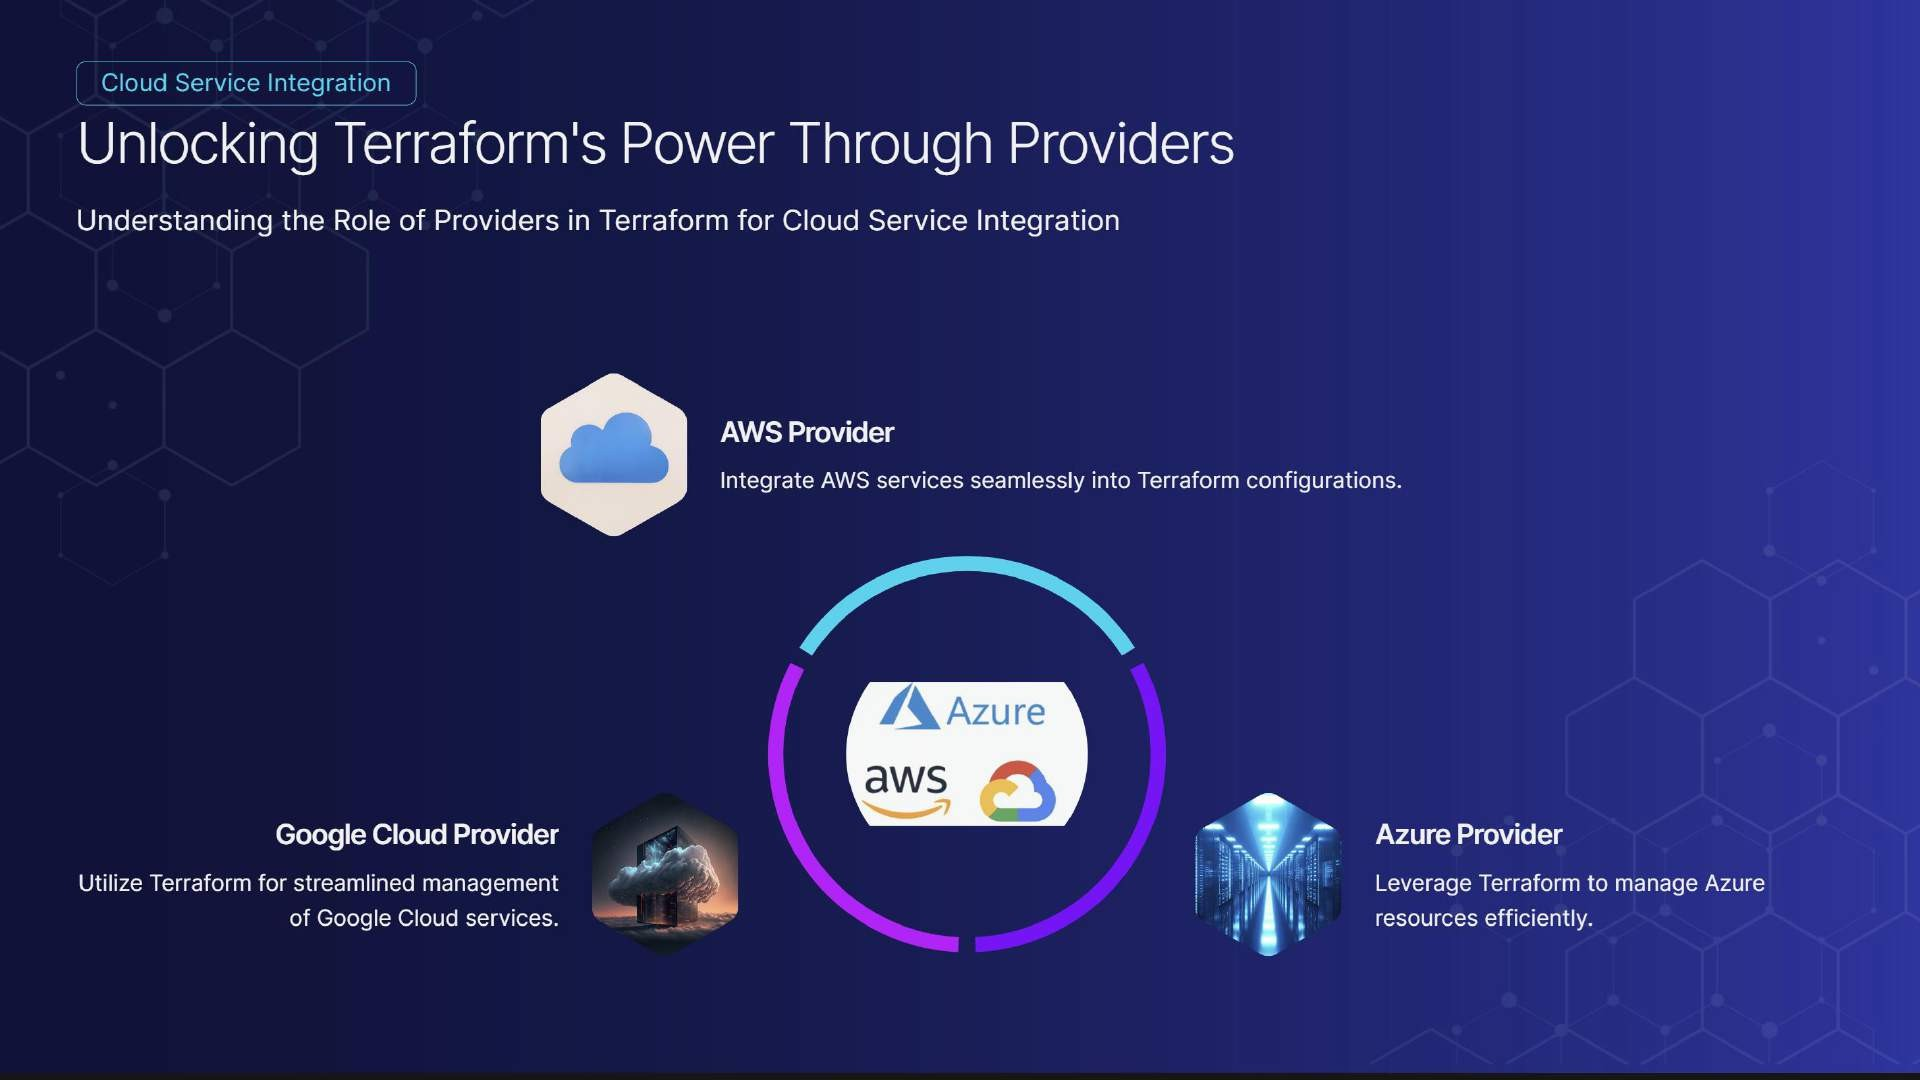 Cloud Service Integration
Unlocking Terraform's Power Through Providers
Understanding the Role of Providers in Terraform for Cloud Service Integration
AWS Provider
Integrate AWS services seamlessly into Terraform configurations.
Azure
aws
Google Cloud Provider
Utilize Terraform for streamlined management
of Google Cloud services.
Azure Provider
Leverage Terraform to manage Azure
resources efficiently.